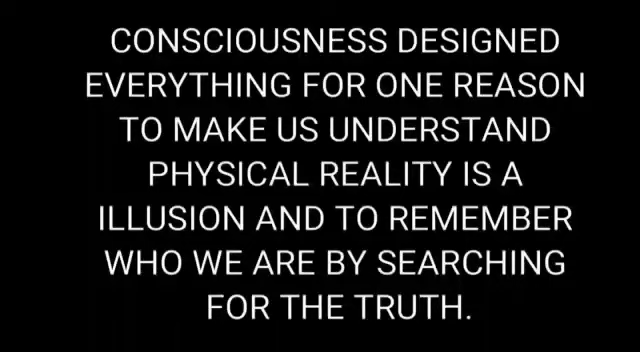 CONSCIOUSNESS DESIGNED
EVERYTHING FOR ONE REASON
TO MAKE US UNDERSTAND
PHYSICAL REALITY IS A
ILLUSION AND TO REMEMBER
WHO WE ARE BY SEARCHING
FOR THE TRUTH.